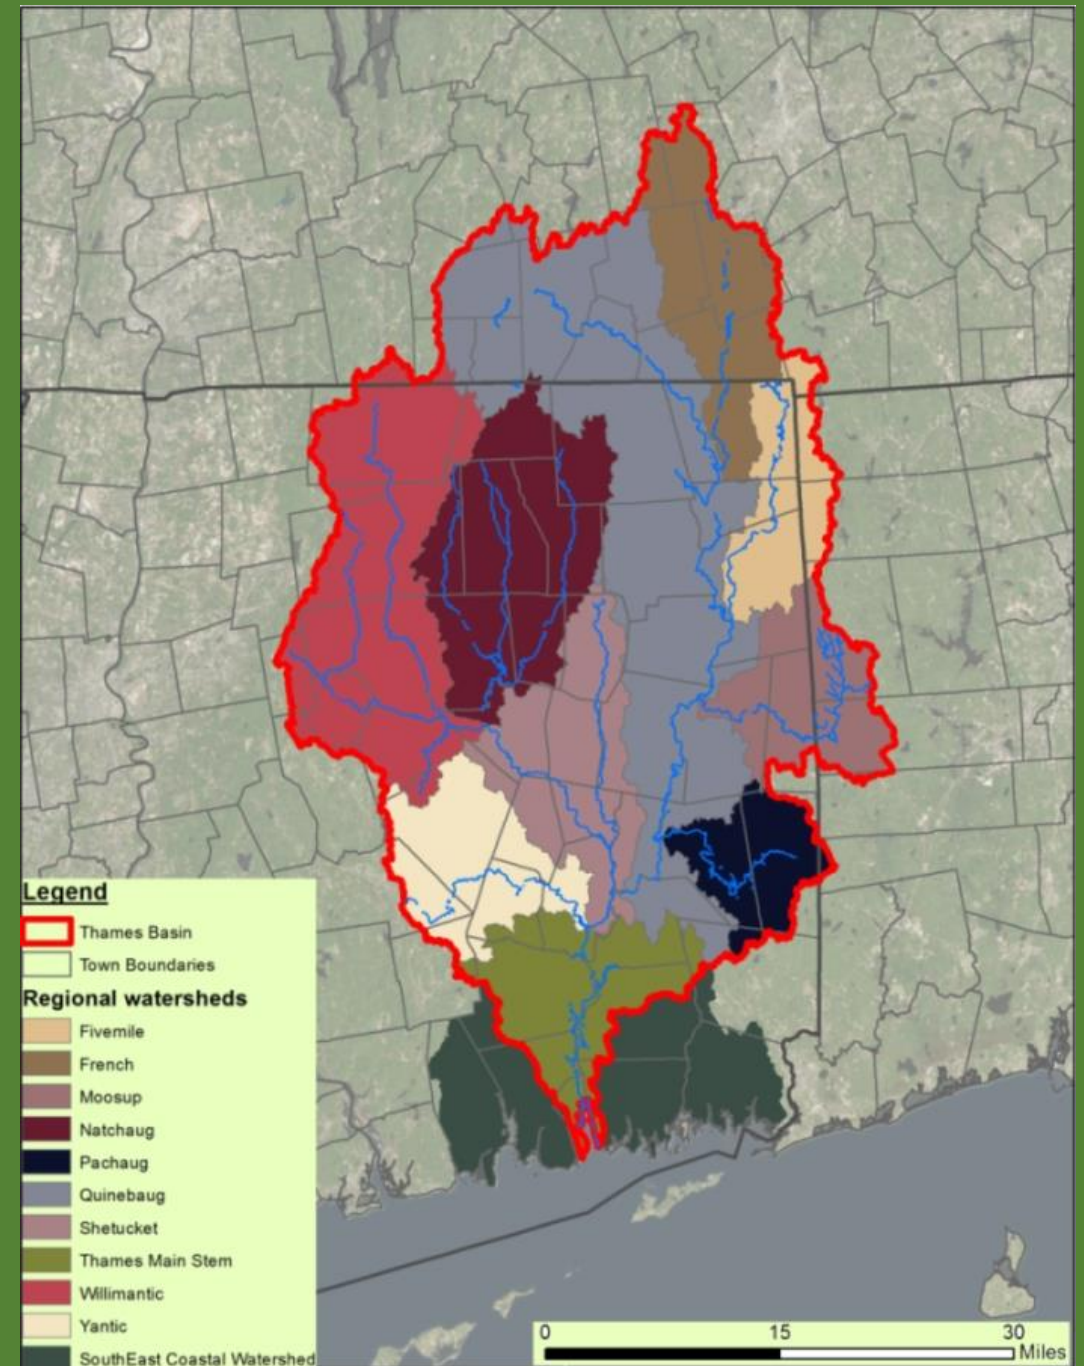 Legend
Thames Basin
Town Boundaries
Regional watersheds
Fivemile
French
Moosup
Natchaug
Pachaug
Quinebaug
Shetucket
Thames Main Stem
Willimantic
Yantic
SouthEast Coastal Watershed
0 15 30
Miles